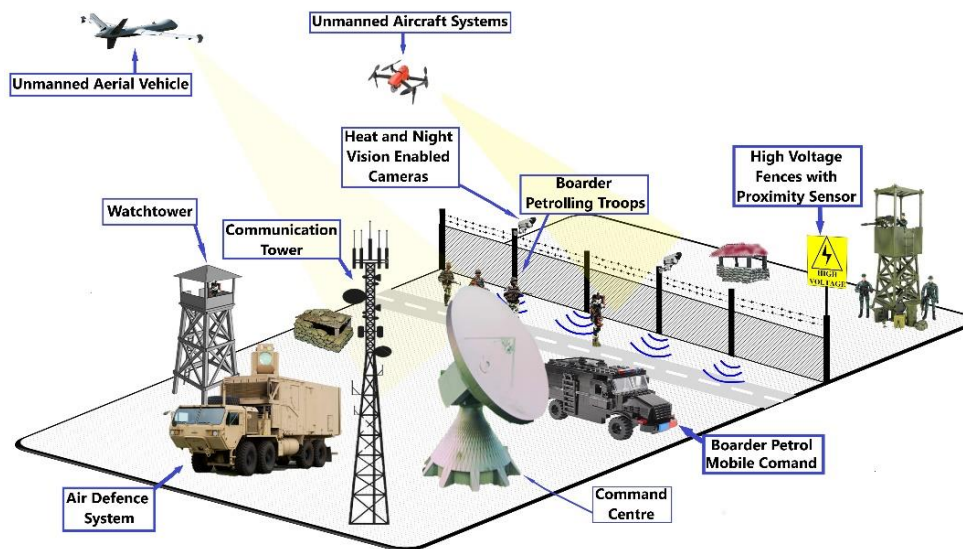 Unmanned Aircraft Systems
Unmanned Aerial Vehicle
Heat and Night
Vision Enabled
Cameras
High Voltage
Fences with
Proximity Sensor
Boarder
Petrolling Troops
Watchtower
Communication
Tower
HIGH
VOLTAGE
Boarder Petrol
Mobile Comand
Air Defence
System
Command
Centre